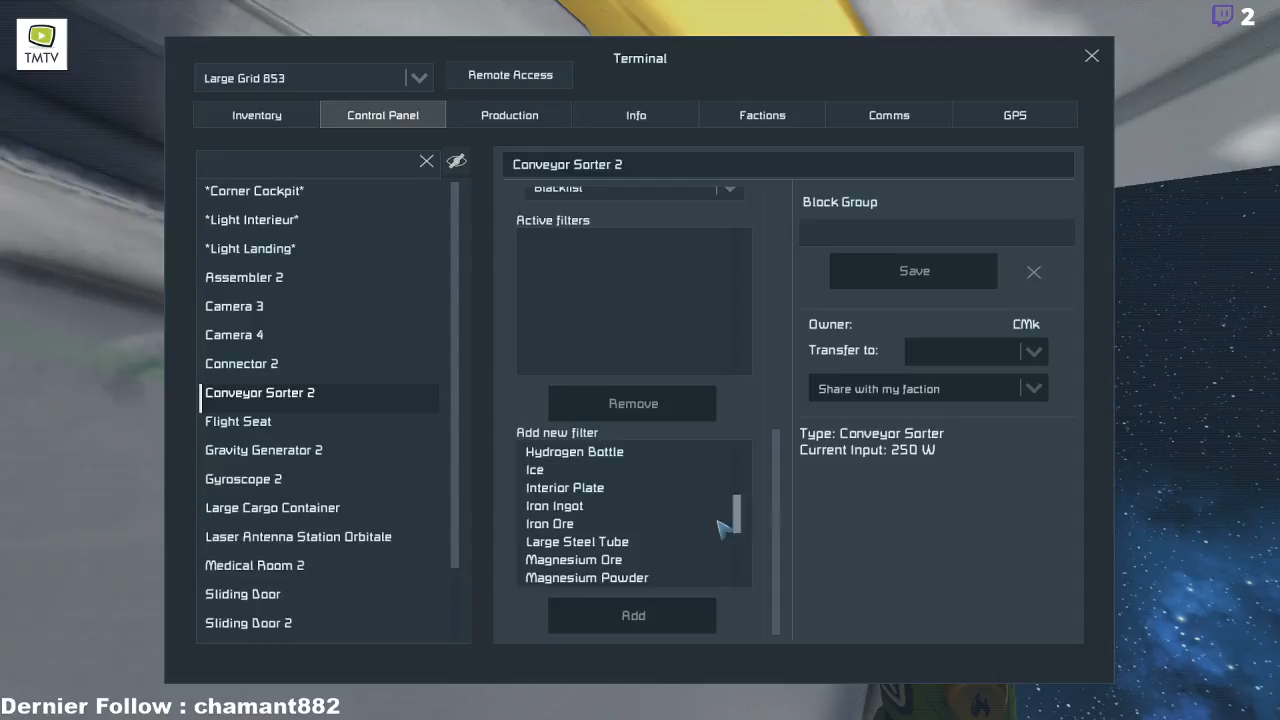 TMTV
2
Terminal
Large Grid 853
Remote Access
Inventory
Control Panel
Production
Info
Factions
Comms
GPS
*Corner Cockpit*
*Light Interieur*
*Light Landing*
Assembler 2
Camera 3
Camera 4
Connector 2
Conveyor Sorter 2
Flight Seat
Gravity Generator 2
Gyroscope 2
Large Cargo Container
Laser Antenna Station Orbitale
Medical Room 2
Sliding Door
Sliding Door 2
Conveyor Sorter 2
Blacklist
Active filters
Remove
Add new filter
Hydrogen Bottle
Ice
Interior Plate
Iron Ingot
Iron Ore
Large Steel Tube
Magnesium Ore
Magnesium Powder
Add
Block Group
Save
Owner: CMk
Transfer to:
Share with my faction
Type: Conveyor Sorter
Current Input: 250 W
Dernier Follow : chamant882